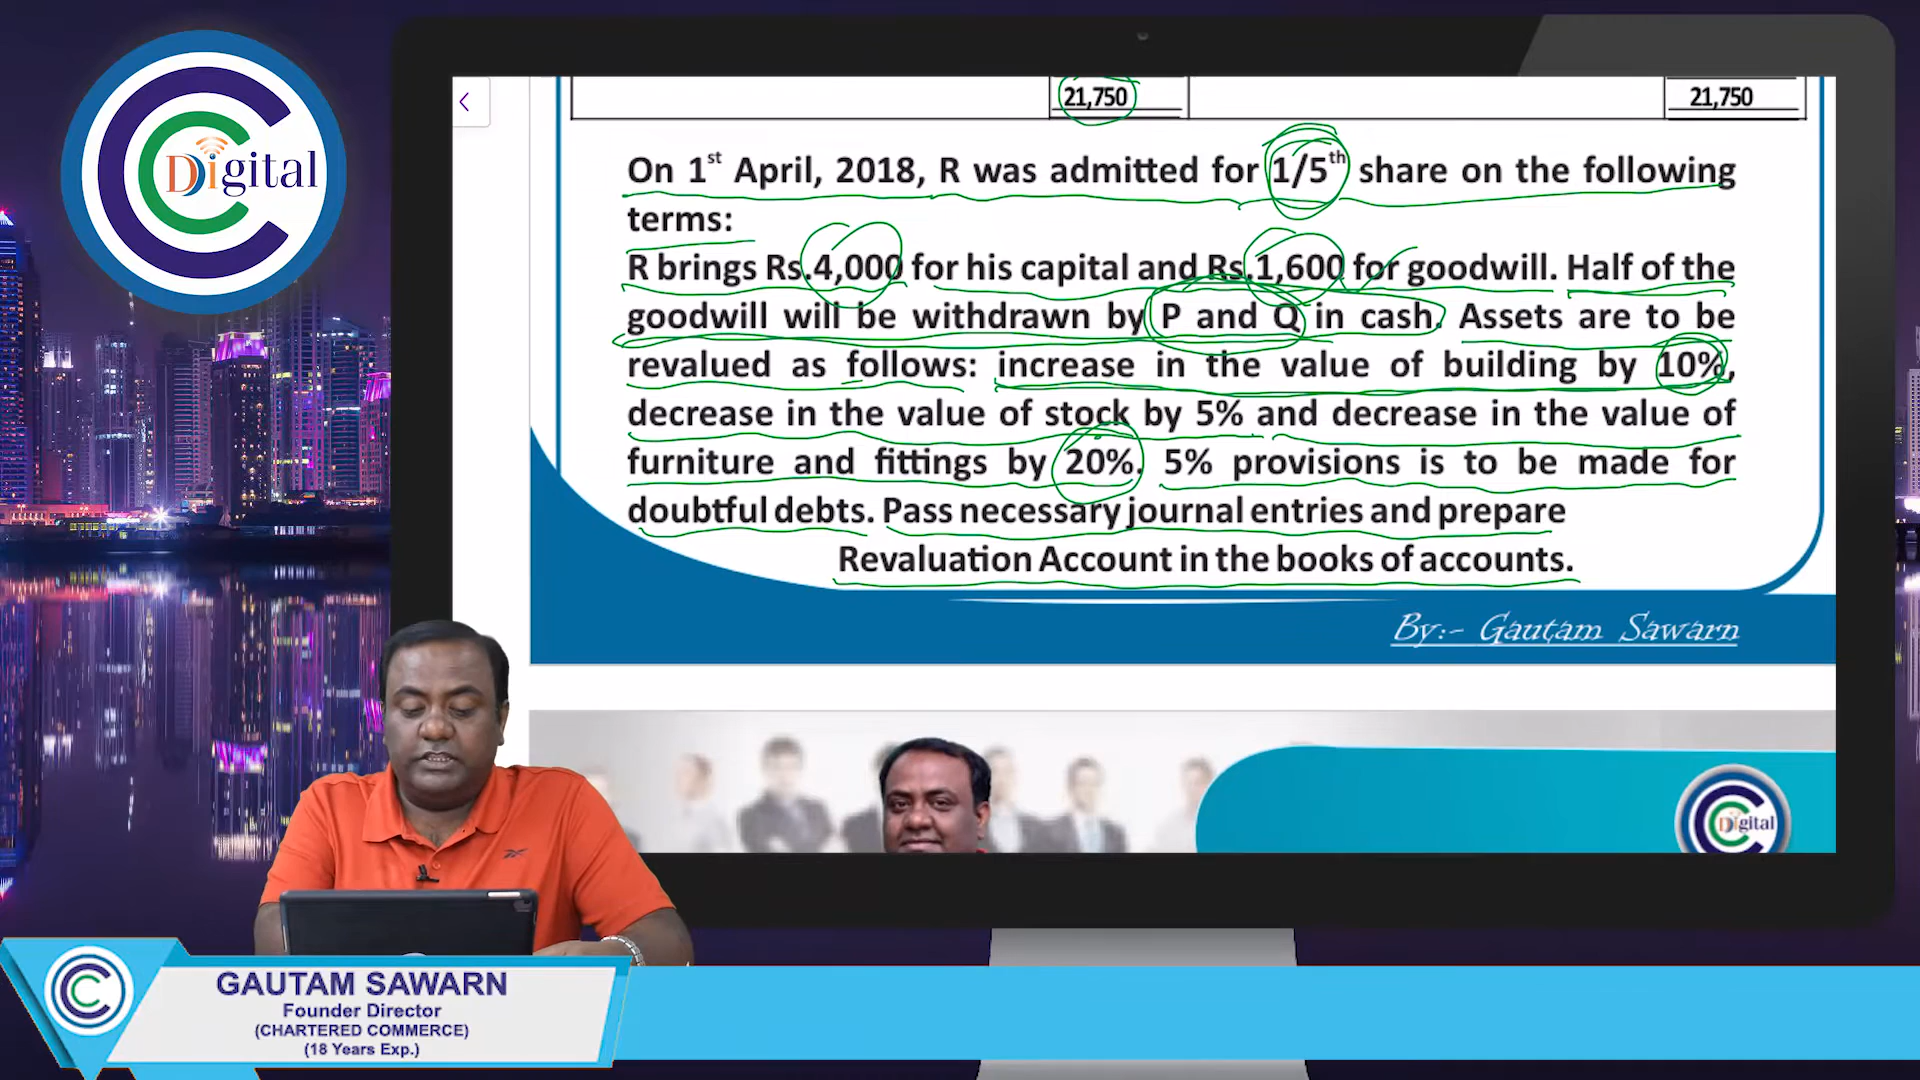 Digital
21,750 21,750
On 1st April, 2018, R was admitted for 1/5th share on the following
terms:
R brings Rs.4,000 for his capital and Rs.1,600 for goodwill. Half of the
goodwill will be withdrawn by P and Q in cash. Assets are to be
revalued as follows: increase in the value of building by 10%,
decrease in the value of stock by 5% and decrease in the value of
furniture and fittings by 20%. 5% provisions is to be made for
doubtful debts. Pass necessary journal entries and prepare
Revaluation Account in the books of accounts.
By:- Gautam Sawarn
Digital
GAUTAM SAWARN
Founder Director
(CHARTERED COMMERCE)
(18 Years Exp.)